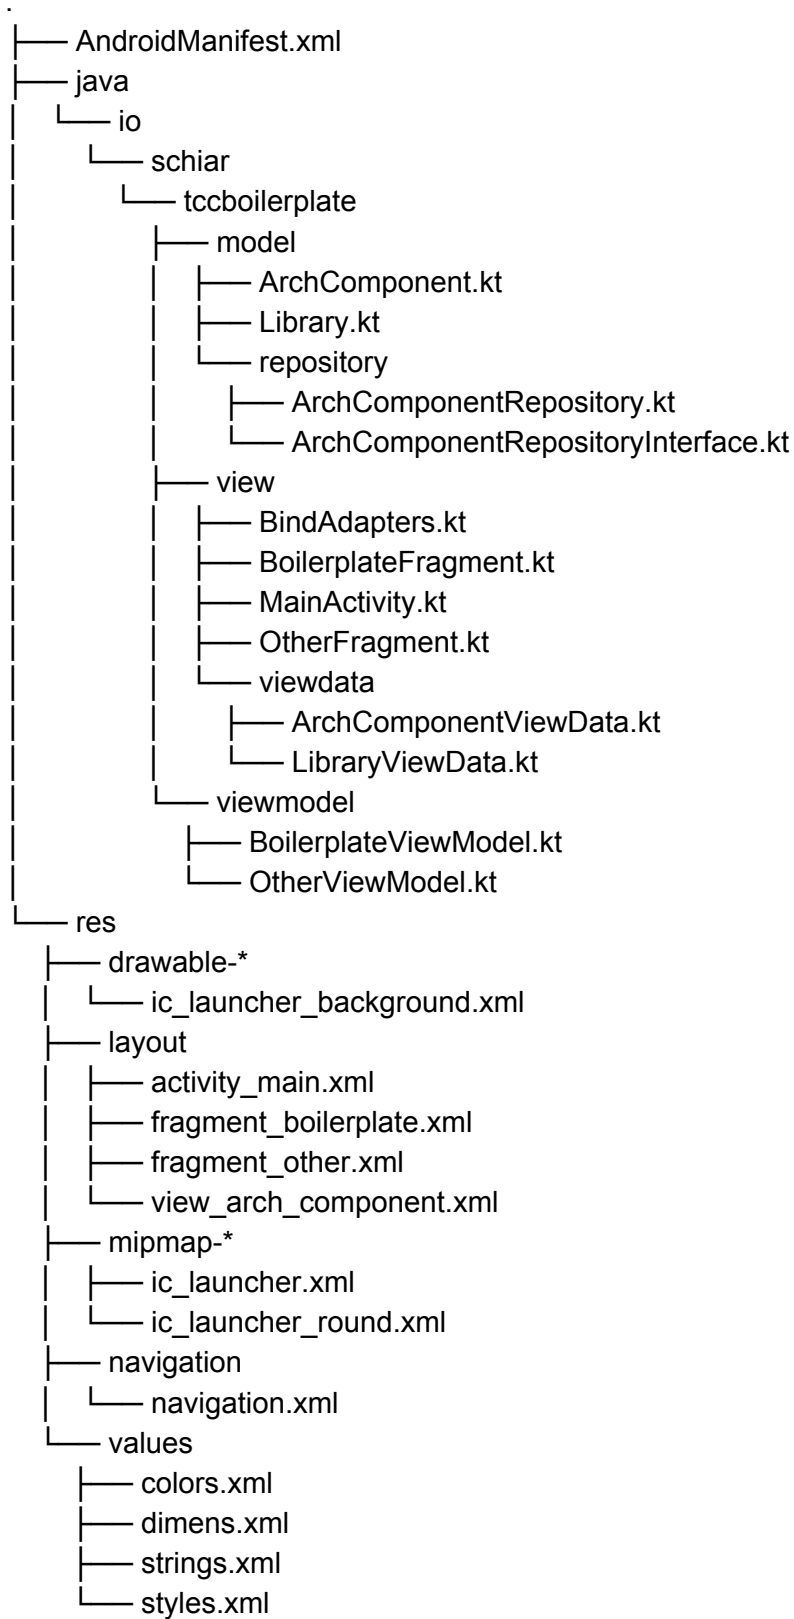 .
├── AndroidManifest.xml
├── java
│   └── io
│       └── schiar
│           └── tccboilerplate
│               ├── model
│               │   ├── ArchComponent.kt
│               │   ├── Library.kt
│               │   └── repository
│               │       ├── ArchComponentRepository.kt
│               │       └── ArchComponentRepositoryInterface.kt
│               ├── view
│               │   ├── BindAdapters.kt
│               │   ├── BoilerplateFragment.kt
│               │   ├── MainActivity.kt
│               │   ├── OtherFragment.kt
│               │   └── viewdata
│               │       ├── ArchComponentViewData.kt
│               │       └── LibraryViewData.kt
│               └── viewmodel
│                   ├── BoilerplateViewModel.kt
│                   └── OtherViewModel.kt
└── res
    ├── drawable-*
    │   └── ic_launcher_background.xml
    ├── layout
    │   ├── activity_main.xml
    │   ├── fragment_boilerplate.xml
    │   ├── fragment_other.xml
    │   └── view_arch_component.xml
    ├── mipmap-*
    │   ├── ic_launcher.xml
    │   └── ic_launcher_round.xml
    ├── navigation
    │   └── navigation.xml
    └── values
        ├── colors.xml
        ├── dimens.xml
        ├── strings.xml
        └── styles.xml